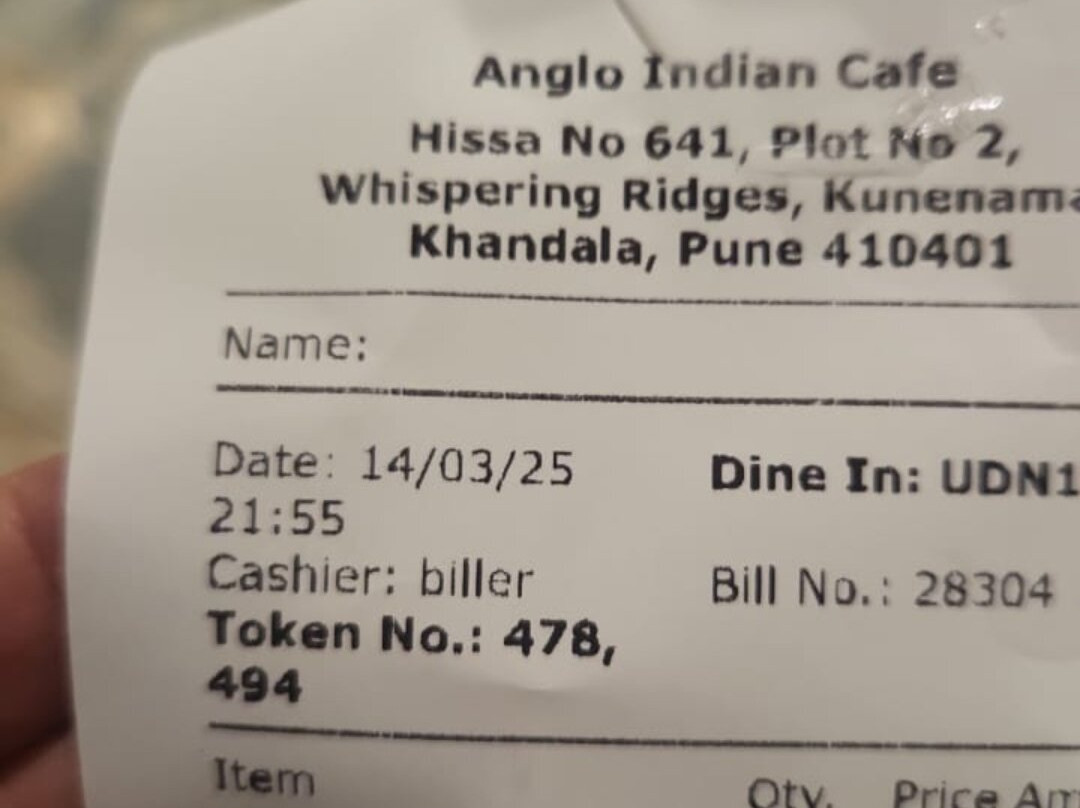 Anglo Indian Cafe
Hissa No 641, Plot No 2,
Whispering Ridges, Kunenama
Khandala, Pune 410401
Name:
Date: 14/03/25 Dine In: UDN1
21:55
Cashier: biller Bill No.: 28304
Token No.: 478,
494
Item Qty. Price Am